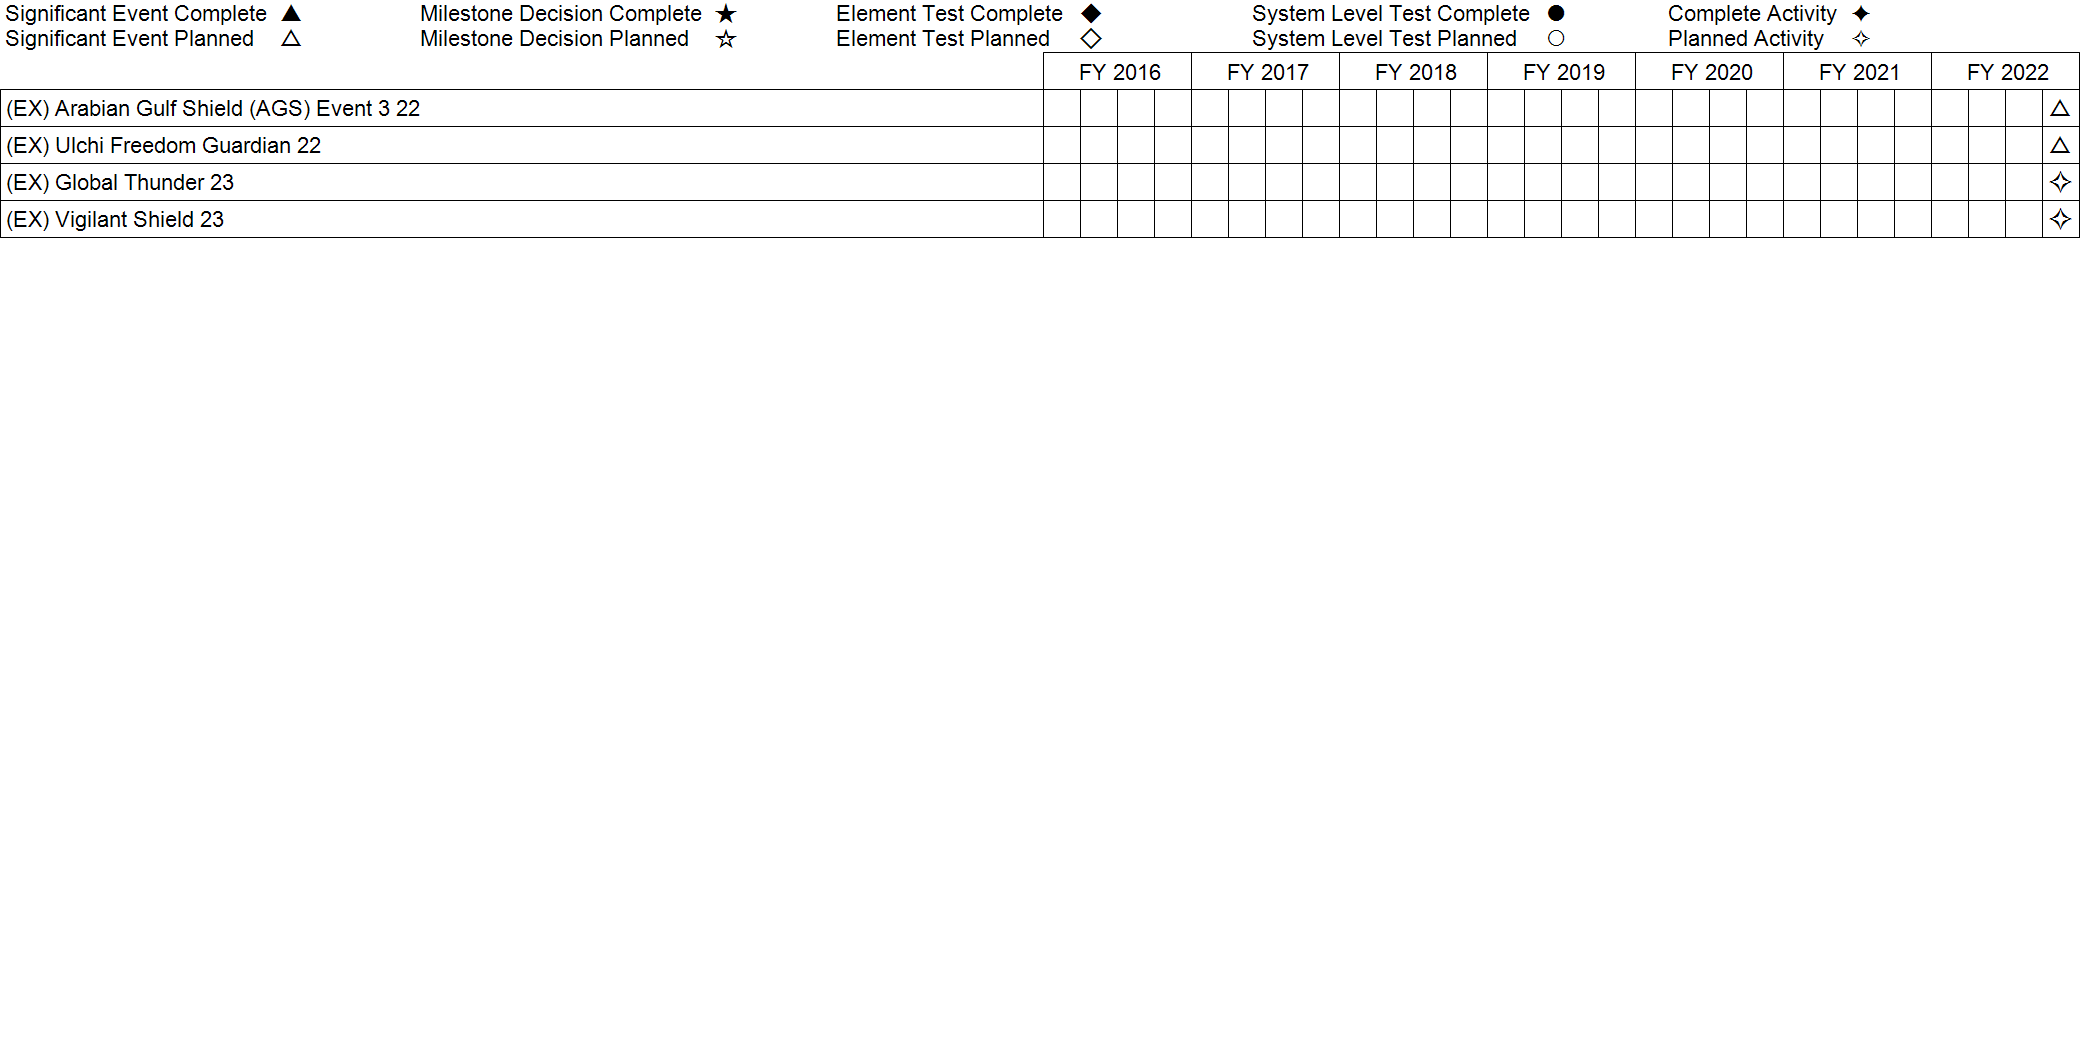 Significant Event Complete ▲ Milestone Decision Complete ★ Element Test Complete ◆ System Level Test Complete ● Complete Activity ✦
Significant Event Planned △ Milestone Decision Planned ☆ Element Test Planned ◇ System Level Test Planned ○ Planned Activity ✧
FY 2016 FY 2017 FY 2018 FY 2019 FY 2020 FY 2021 FY 2022
(EX) Arabian Gulf Shield (AGS) Event 3 22 △
(EX) Ulchi Freedom Guardian 22 △
(EX) Global Thunder 23 ✧
(EX) Vigilant Shield 23 ✧